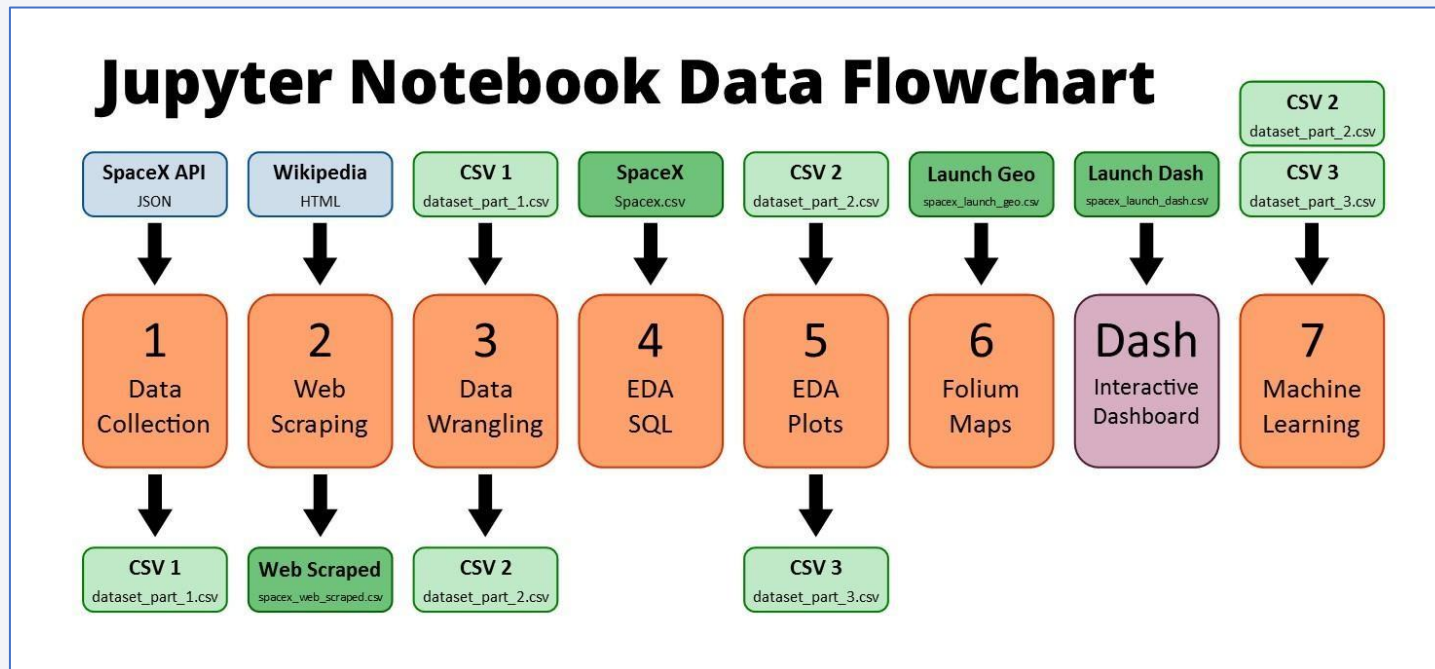 Jupyter Notebook Data Flowchart
CSV 2
dataset_part_2.csv
SpaceX API
JSON
Wikipedia
HTML
CSV 1
dataset_part_1.csv
SpaceX
Spacex.csv
CSV 2
dataset_part_2.csv
Launch Geo
spacex_launch_geo.csv
Launch Dash
spacex_launch_dash.csv
CSV 3
dataset_part_3.csv
1
Data
Collection
2
Web
Scraping
3
Data
Wrangling
4
EDA
SQL
5
EDA
Plots
6
Folium
Maps
Dash
Interactive
Dashboard
7
Machine
Learning
CSV 1
dataset_part_1.csv
Web Scraped
spacex_web_scraped.csv
CSV 2
dataset_part_2.csv
CSV 3
dataset_part_3.csv